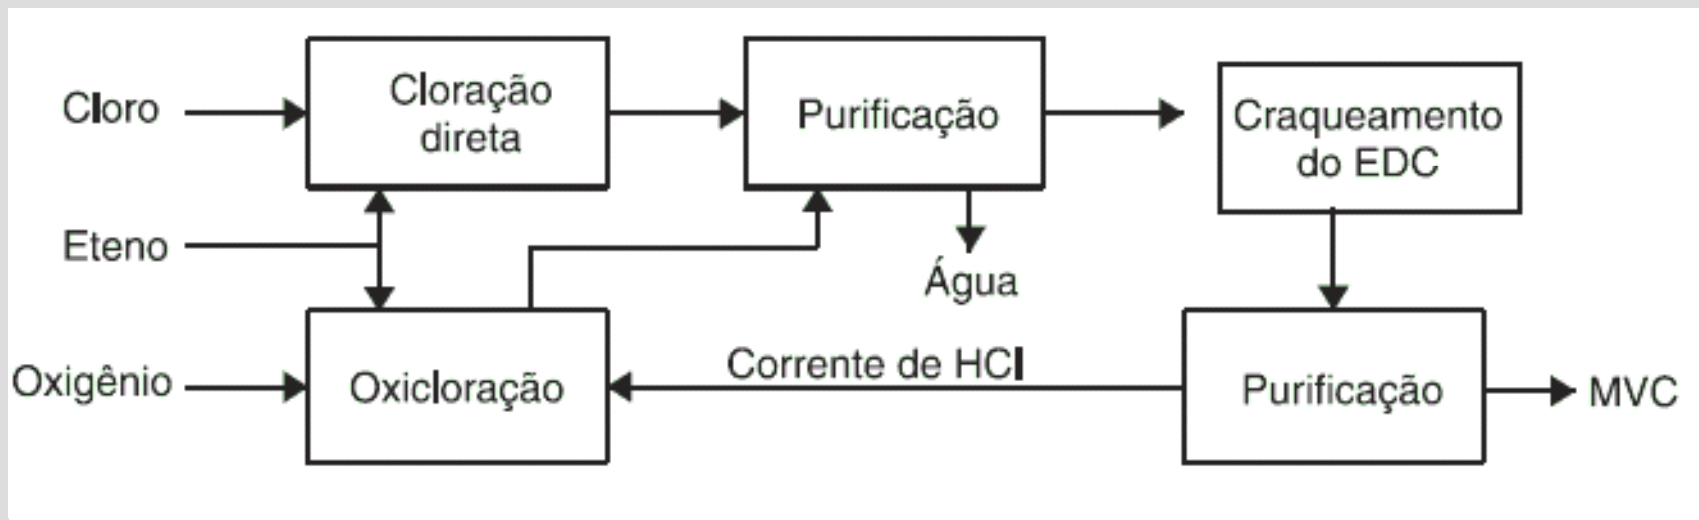 Cloro
Cloração
direta
Purificação
Craqueamento
do EDC
Eteno
Água
Oxigênio
Oxicloração
Corrente de HCl
Purificação
MVC